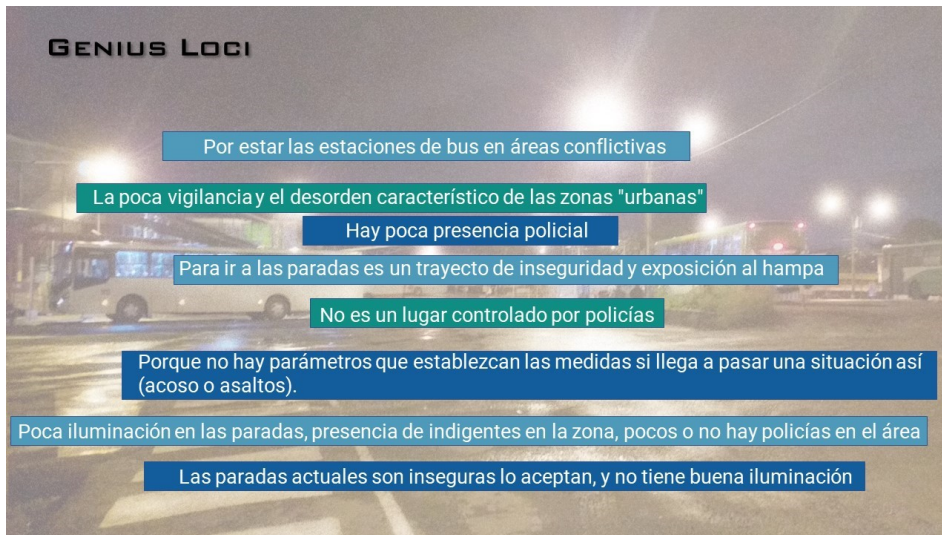 GENIUS LOCI
Por estar las estaciones de bus en áreas conflictivas
La poca vigilancia y el desorden característico de las zonas "urbanas"
Hay poca presencia policial
Para ir a las paradas es un trayecto de inseguridad y exposición al hampa
No es un lugar controlado por policías
Porque no hay parámetros que establezcan las medidas si llega a pasar una situación así
(acoso o asaltos).
Poca iluminación en las paradas, presencia de indigentes en la zona, pocos o no hay policías en el área
Las paradas actuales son inseguras lo aceptan, y no tiene buena iluminación